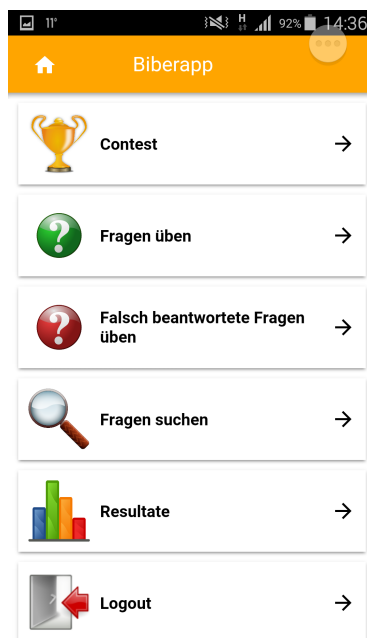 11° H 92% 14:36
Biberapp
Contest
Fragen üben
Falsch beantwortete Fragen
üben
Fragen suchen
Resultate
Logout